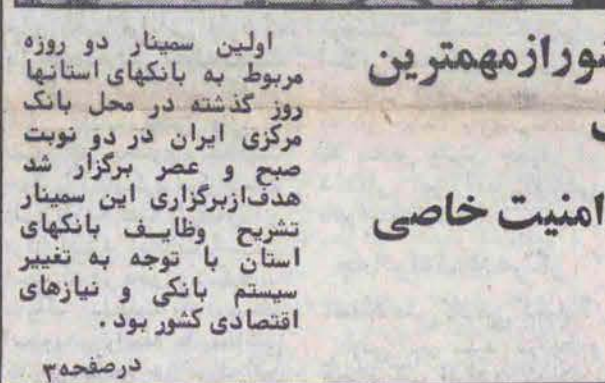 ور ازمهمترین
امنیت خاصی
اولین سمینار دو روزه
مربوط به بانکهای استانها
روز گذشته در محل بانک
مرکزی ایران در دو نوبت
صبح و عصر برگزار شد
هدف‌ازبرگزاری این سمینار
تشریح وظایف بانکهای
استان با توجه به تغییر
سیستم بانکی و نیازهای
اقتصادی کشور بود .
درصفحه۳